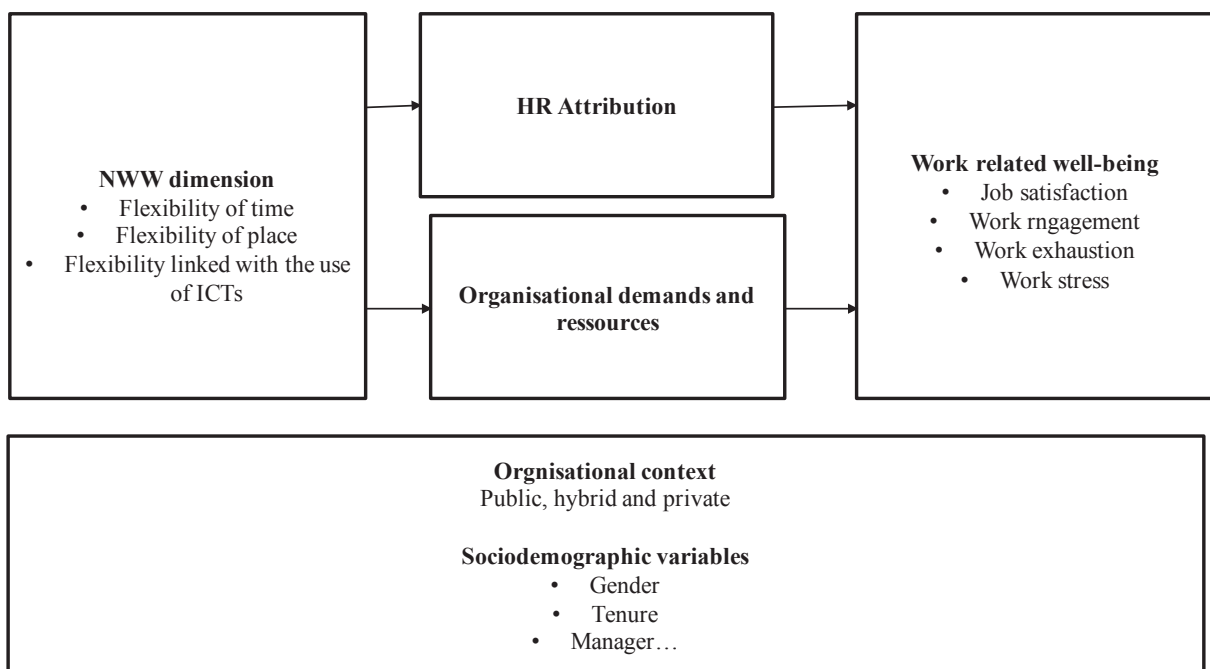 NWW dimension
• Flexibility of time
• Flexibility of place
• Flexibility linked with the use
of ICTs
HR Attribution
Organisational demands and
ressources
Work related well-being
• Job satisfaction
• Work rngagement
• Work exhaustion
• Work stress
Orgnisational context
Public, hybrid and private
Sociodemographic variables
• Gender
• Tenure
• Manager…